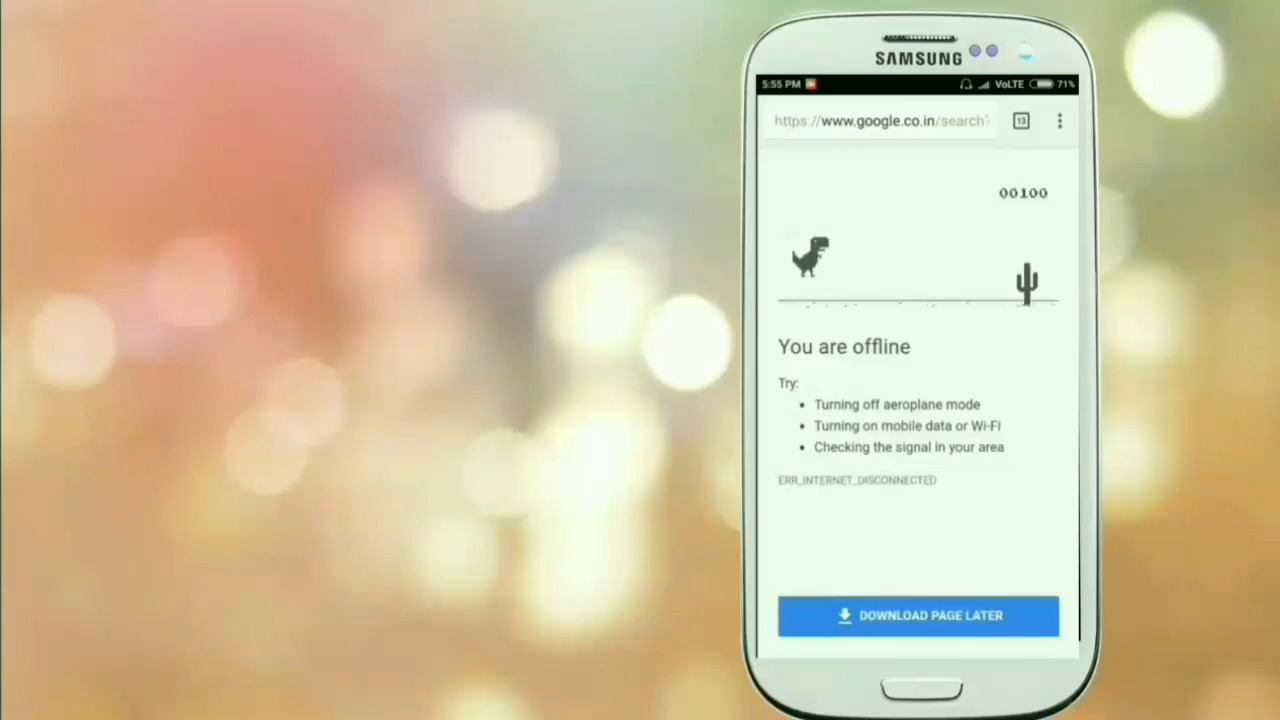 SAMSUNG
5:55 PM VoLTE 71%
https://www.google.co.in/search?
13
00100
You are offline
Try:
• Turning off aeroplane mode
• Turning on mobile data or Wi-Fi
• Checking the signal in your area
ERR_INTERNET_DISCONNECTED
DOWNLOAD PAGE LATER